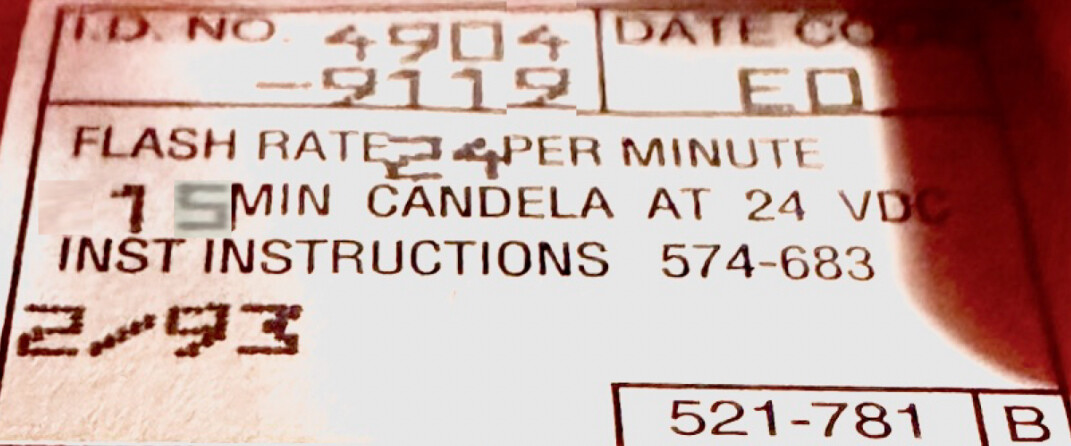 I.D. NO. 4904 DATE CODE
-9119 ED
FLASH RATE 24 PER MINUTE
15 MIN CANDELA AT 24 VDC
INST INSTRUCTIONS 574-683
2/93
521-781 B